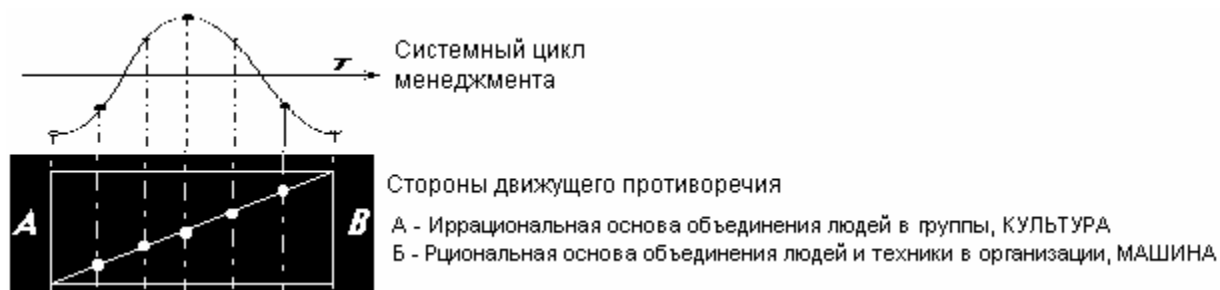 T
Системный цикл
менеджмента
A
B
Стороны движущего противоречия
А - Иррациональная основа объединения людей в группы, КУЛЬТУРА
Б - Рциональная основа объединения людей и техники в организации, МАШИНА